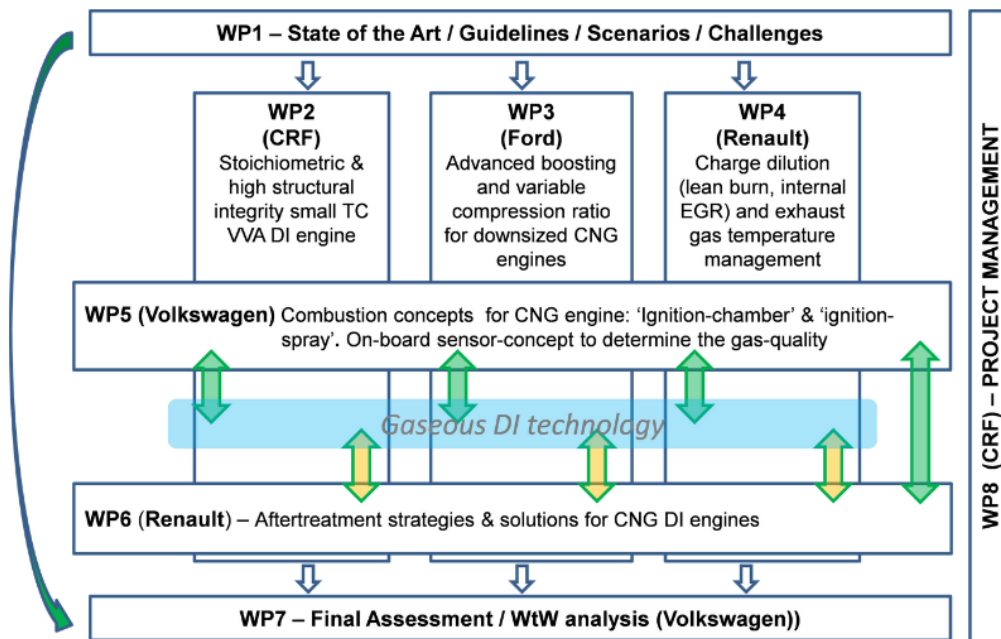 WP1 – State of the Art / Guidelines / Scenarios / Challenges
WP2
(CRF)
Stoichiometric &
high structural
integrity small TC
VVA DI engine
WP3
(Ford)
Advanced boosting
and variable
compression ratio
for downsized CNG
engines
WP4
(Renault)
Charge dilution
(lean burn, internal
EGR) and exhaust
gas temperature
management
WP5 (Volkswagen) Combustion concepts for CNG engine: ‘Ignition-chamber’ & ‘ignition-
spray’. On-board sensor-concept to determine the gas-quality
Gaseous DI technology
WP6 (Renault) – Aftertreatment strategies & solutions for CNG DI engines
WP7 – Final Assessment / WtW analysis (Volkswagen))
WP8 (CRF) – PROJECT MANAGEMENT